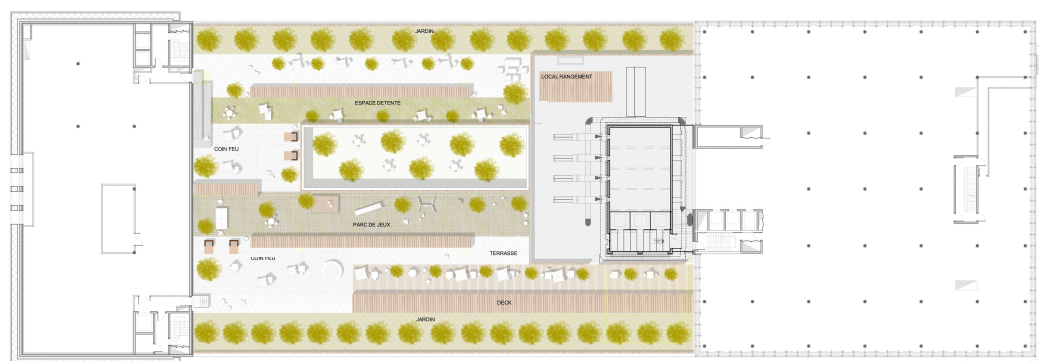 JARDIN
LOCAL RANGEMENT
ESPACE DETENTE
COIN FEU
PARC DE JEUX
TERRASSE
COIN FEU
DECK
JARDIN